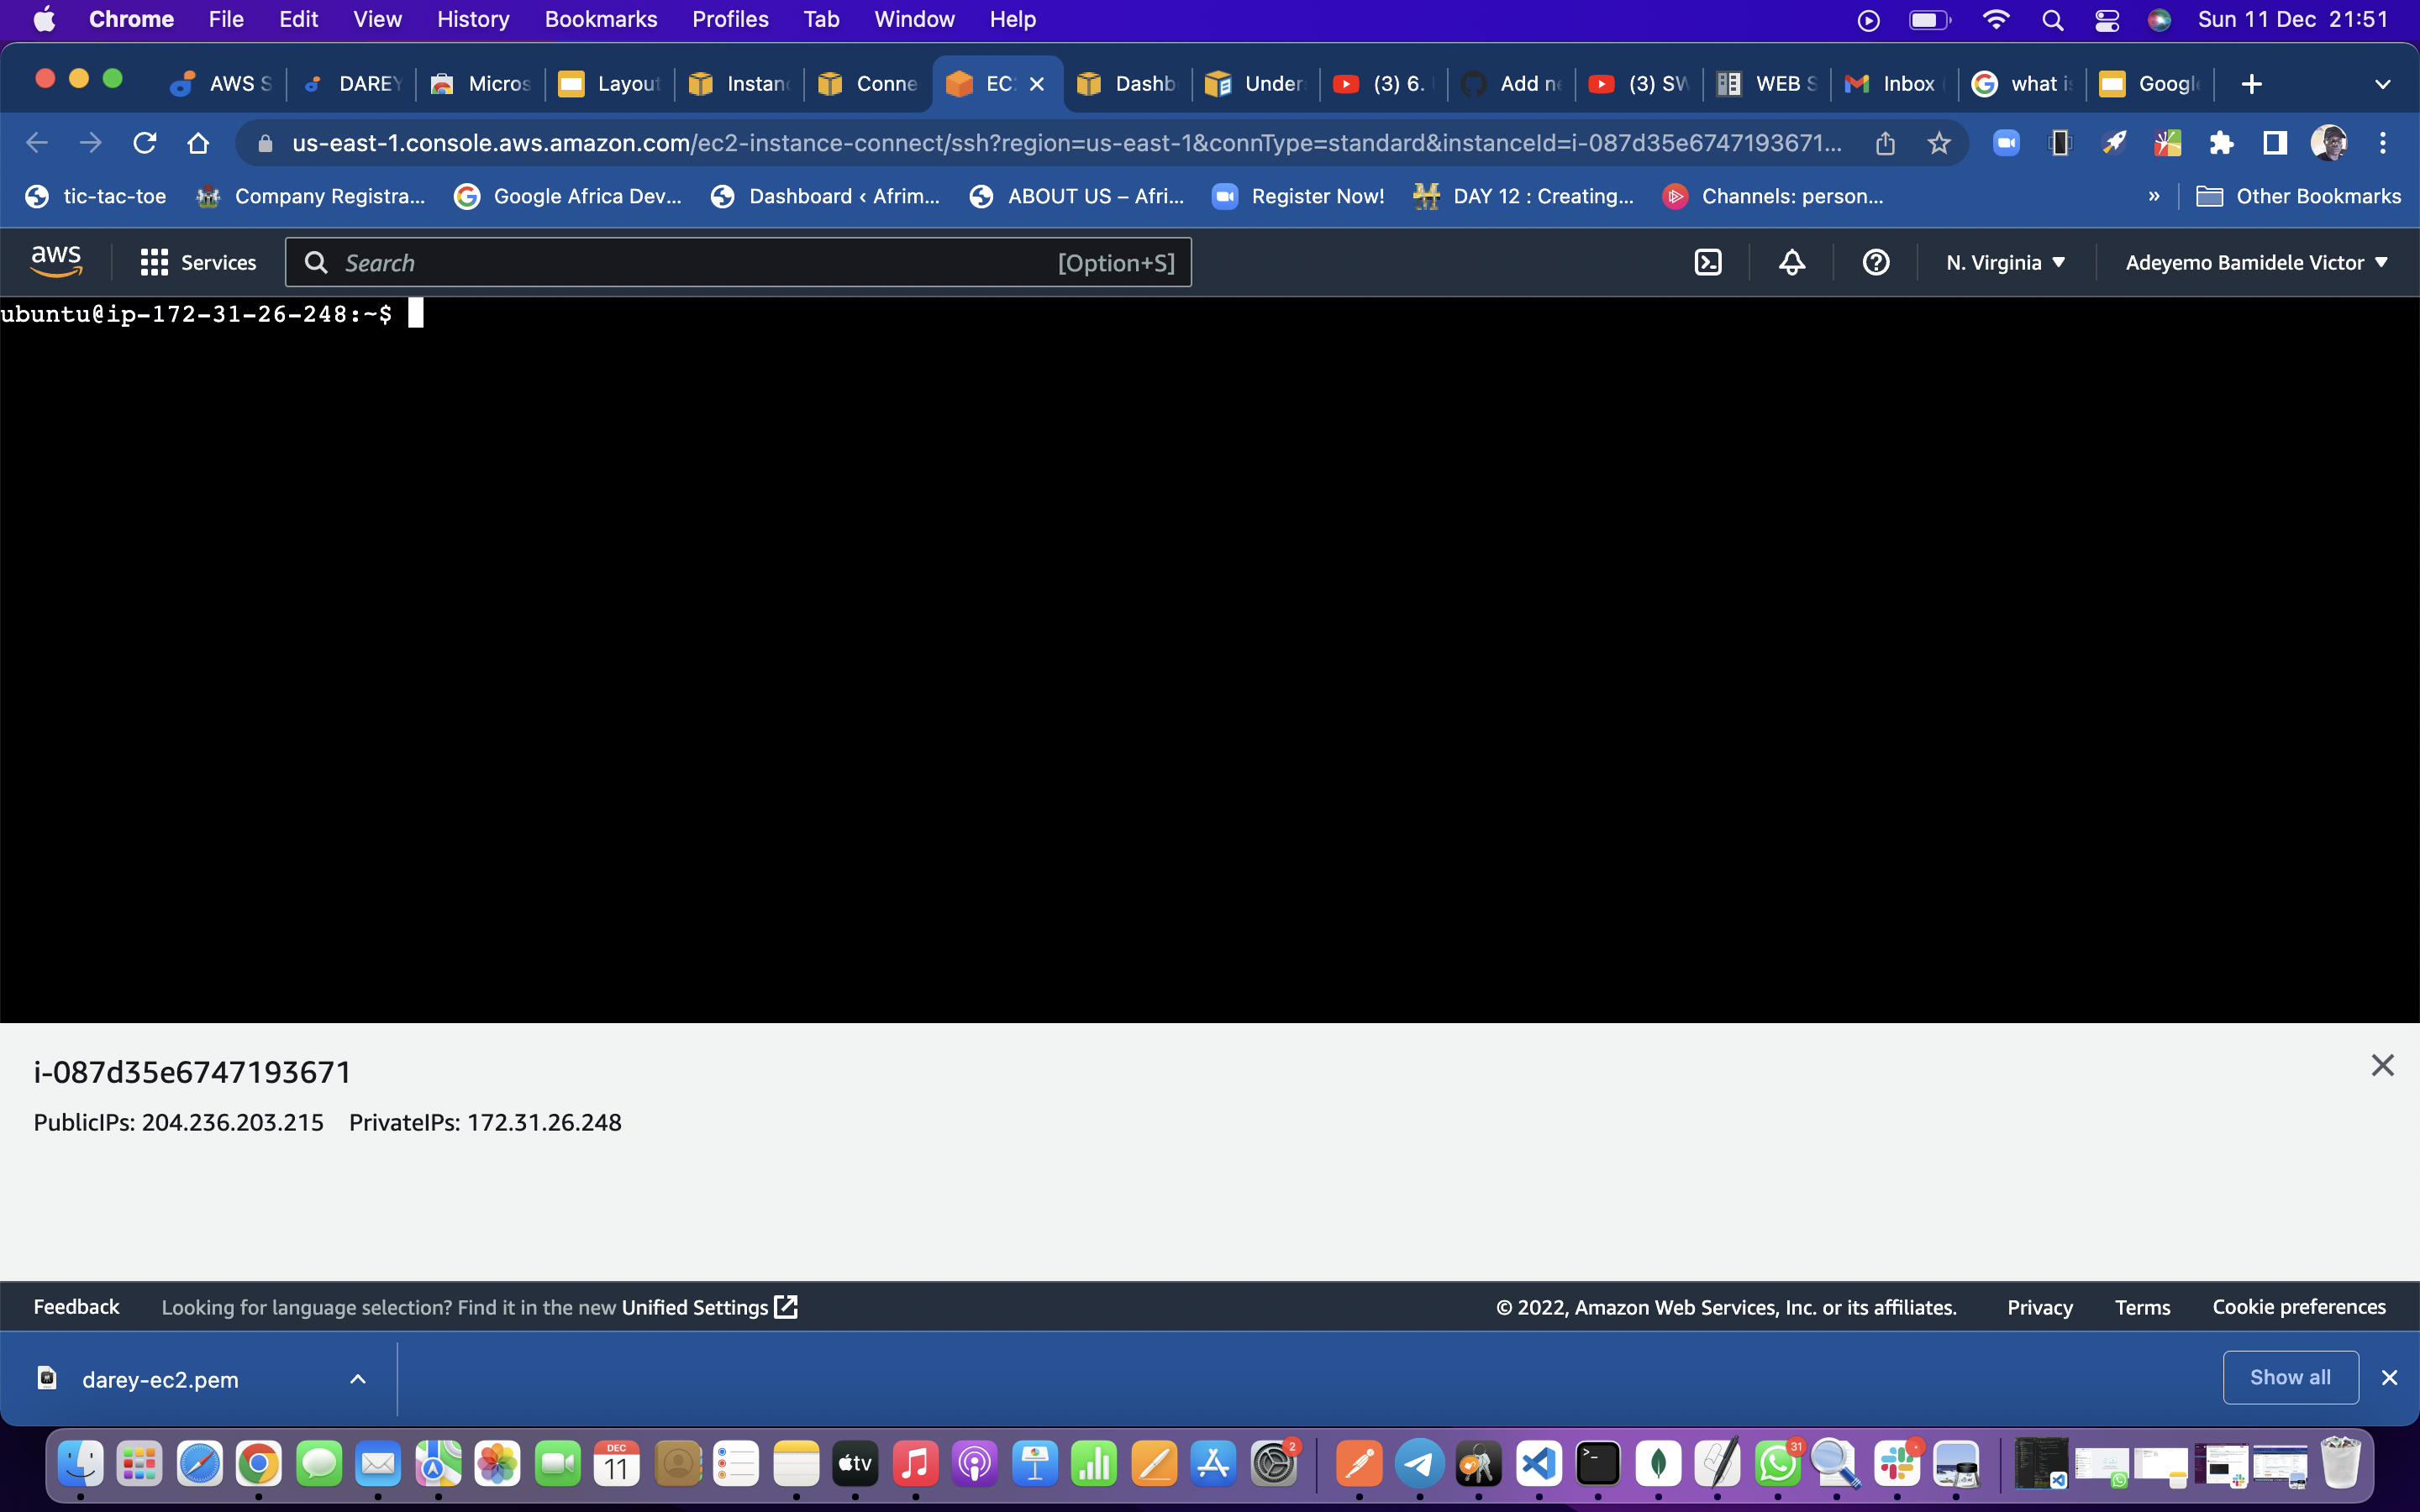 Chrome File Edit View History Bookmarks Profiles Tab Window Help Sun 11 Dec 21:51
AWS S DAREY Micros Layout Instanc Conne EC Dashb Under (3) 6. Add ne (3) SW WEB S Inbox what i Google
us-east-1.console.aws.amazon.com/ec2-instance-connect/ssh?region=us-east-1&connType=standard&instanceId=i-087d35e6747193671...
tic-tac-toe Company Registra... Google Africa Dev... Dashboard ‹ Afrim... ABOUT US – Afri... Register Now! DAY 12 : Creating... Channels: person... » Other Bookmarks
aws Services Search [Option+S] N. Virginia Adeyemo Bamidele Victor
ubuntu@ip-172-31-26-248:~$
i-087d35e6747193671
PublicIPs: 204.236.203.215 PrivateIPs: 172.31.26.248
Feedback Looking for language selection? Find it in the new Unified Settings © 2022, Amazon Web Services, Inc. or its affiliates. Privacy Terms Cookie preferences
darey-ec2.pem Show all
DEC 11 tv 2 31